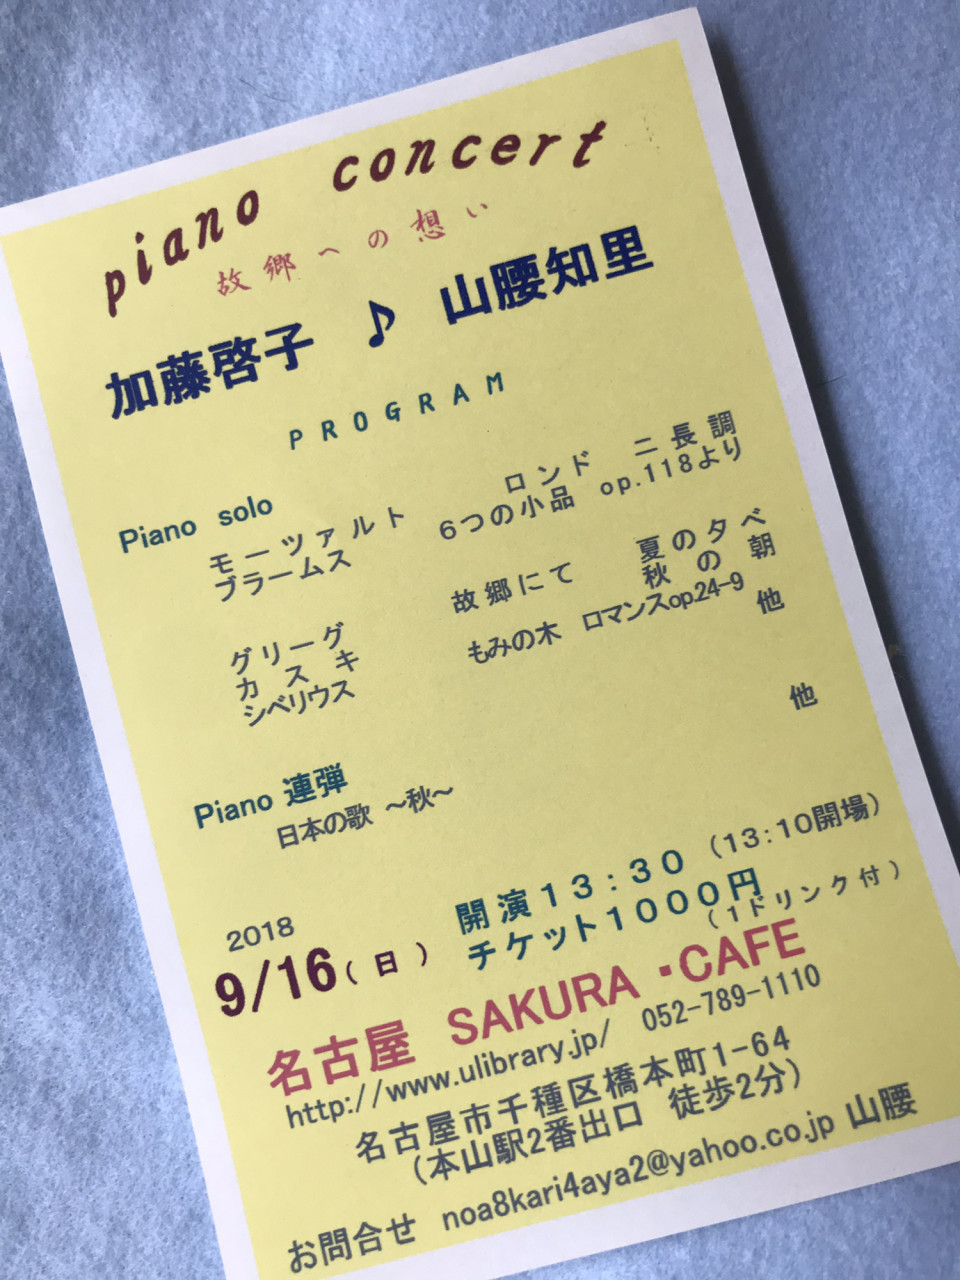 piano concert
故郷への想い
加藤啓子 ♪ 山腰知里
PROGRAM
Piano solo
モーツァルト ロンド ニ長調
ブラームス 6つの小品 op.118より
グリーグ 故郷にて 夏の夕べ
カスキ 秋の朝
シベリウス もみの木 ロマンスop.24-9
他
他
Piano 連弾
日本の歌 ～秋～
2018
9/16(日) 開演13:30 (13:10開場)
チケット1000円
(1ドリンク付)
名古屋 SAKURA・CAFE
http://www.ulibrary.jp/ 052-789-1110
名古屋市千種区橋本町1-64
(本山駅2番出口 徒歩2分)
お問合せ noa8kari4aya2@yahoo.co.jp 山腰